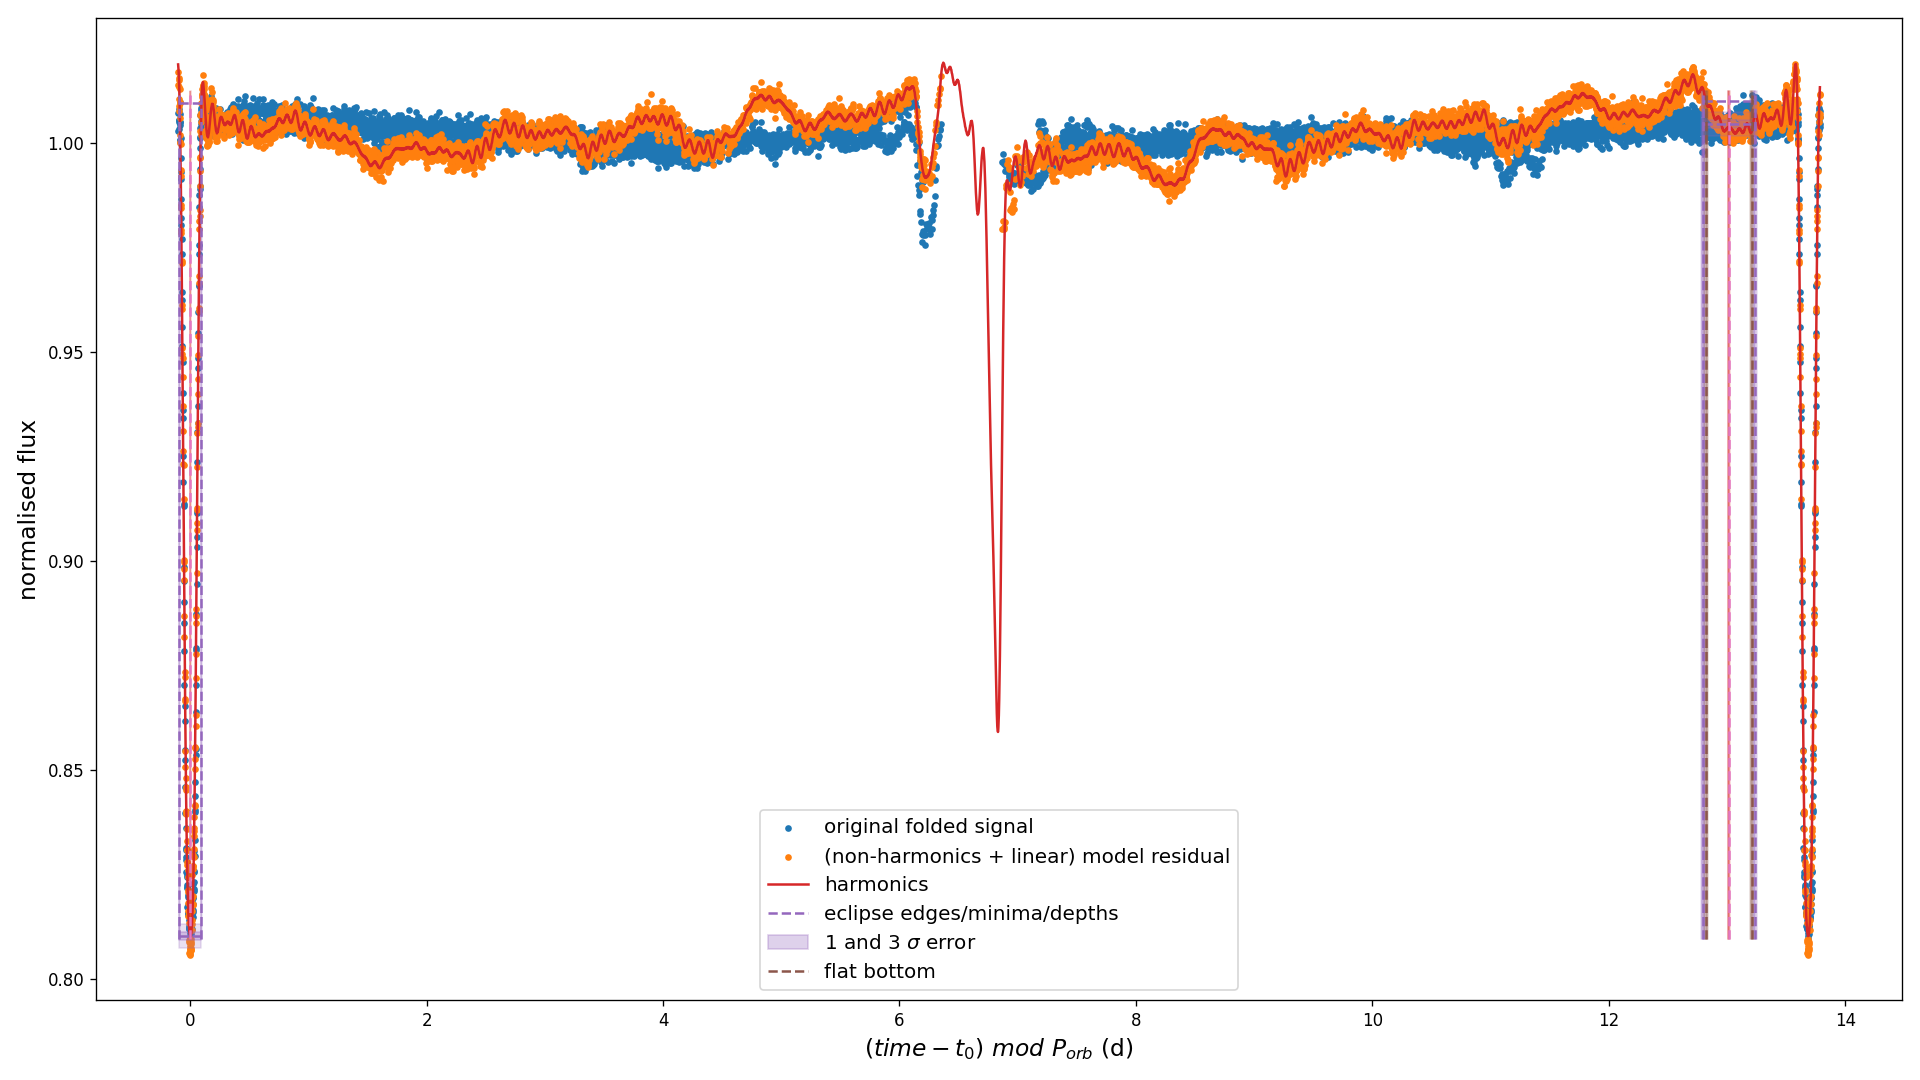 normalised flux
1.00
0.95
0.90
0.85
0.80
original folded signal
(non-harmonics + linear) model residual
harmonics
eclipse edges/minima/depths
1 and 3 σ error
flat bottom
0 2 4 6 8 10 12 14
(time − t₀) mod Pₒᵣb (d)